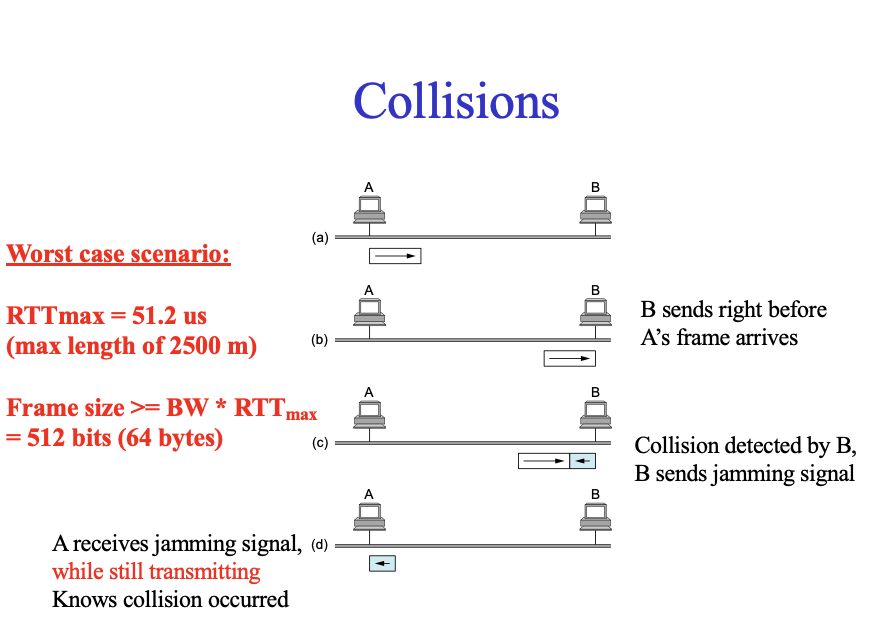 Collisions
Worst case scenario:
RTTmax = 51.2 us
(max length of 2500 m)
Frame size >= BW * RTTmax
= 512 bits (64 bytes)
A B
(a)
A B
(b)
B sends right before
A’s frame arrives
A B
(c)
Collision detected by B,
B sends jamming signal
A B
(d)
A receives jamming signal,
while still transmitting
Knows collision occurred